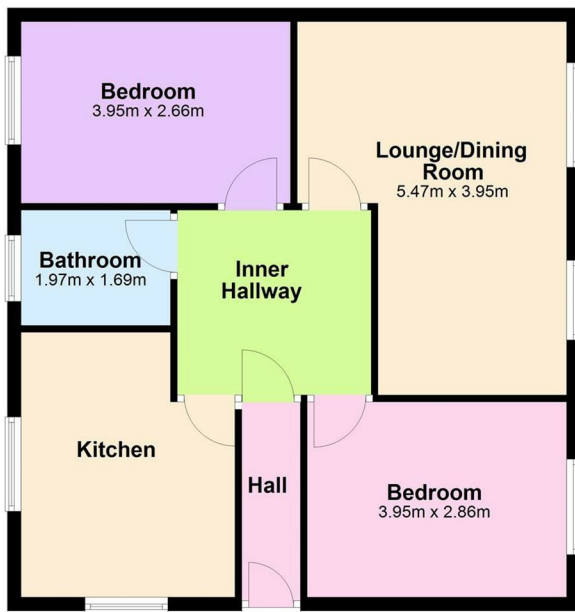 Bedroom
3.95m x 2.66m
Lounge/Dining
Room
5.47m x 3.95m
Bathroom
1.97m x 1.69m
Inner
Hallway
Kitchen
Hall
Bedroom
3.95m x 2.86m